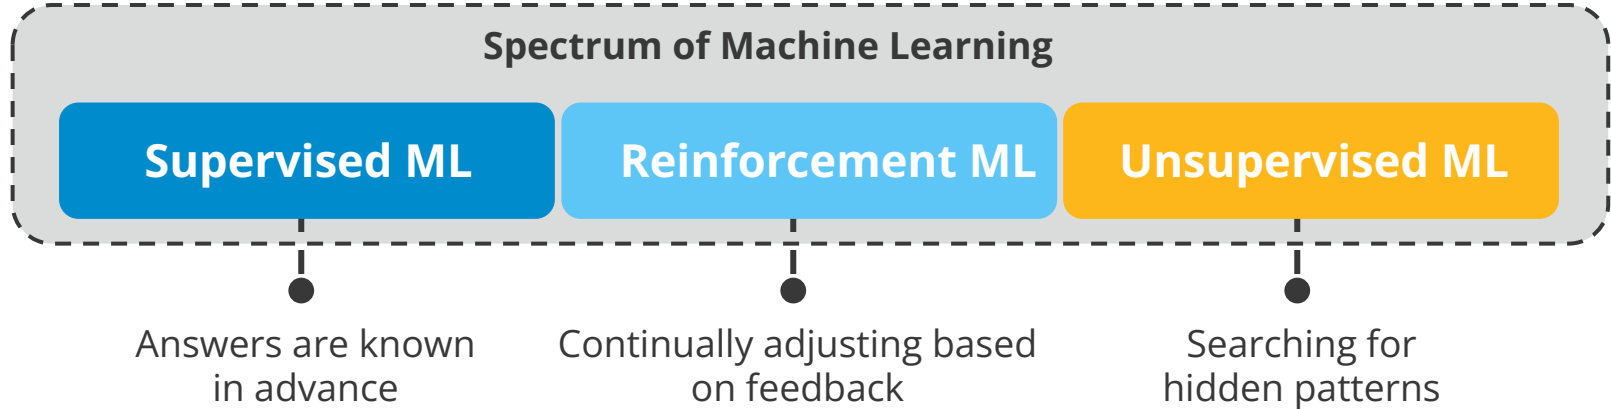 Spectrum of Machine Learning
Supervised ML
Reinforcement ML
Unsupervised ML
Answers are known
in advance
Continually adjusting based
on feedback
Searching for
hidden patterns